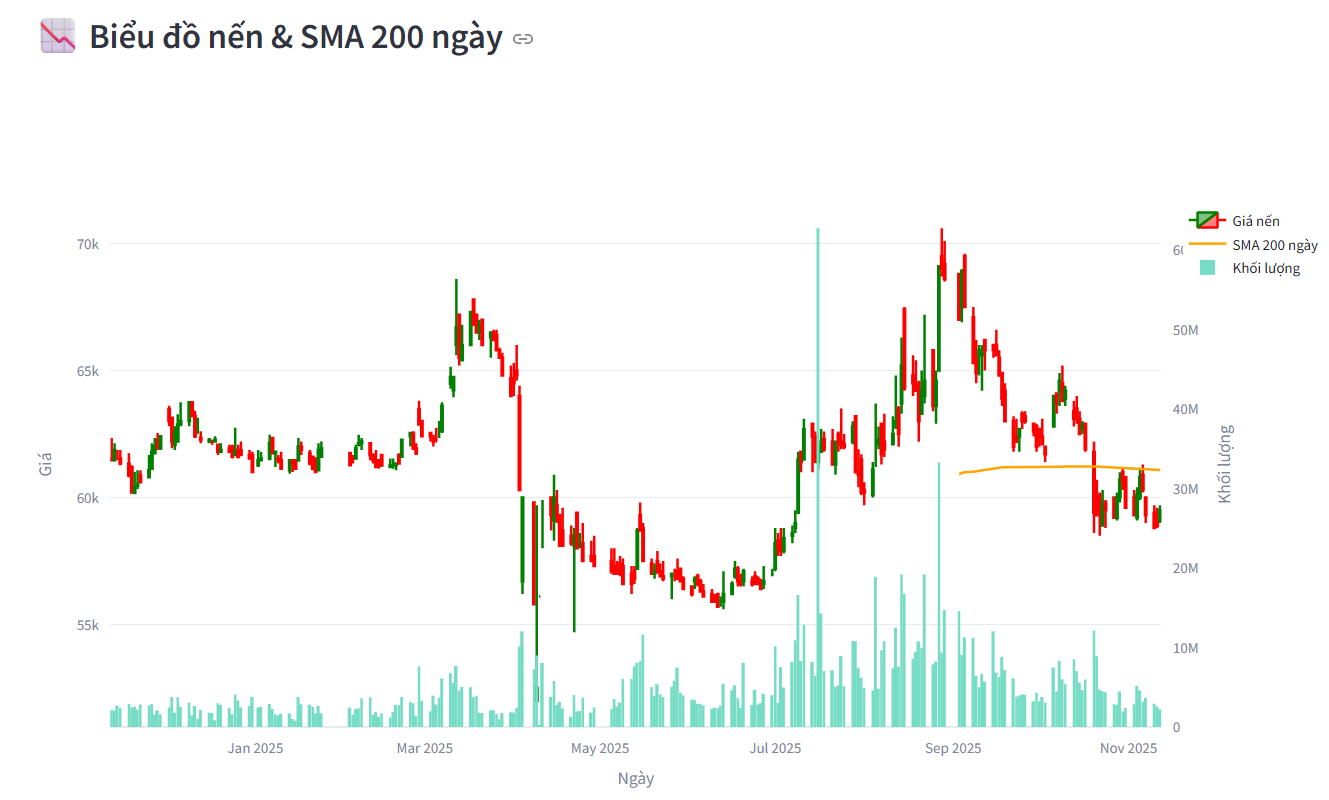 Biểu đồ nến & SMA 200 ngày
Giá nến
SMA 200 ngày
Khối lượng
70k
65k
60k
55k
Giá
50M
40M
30M
20M
10M
0
Khối lượng
Jan 2025
Mar 2025
May 2025
Jul 2025
Sep 2025
Nov 2025
Ngày